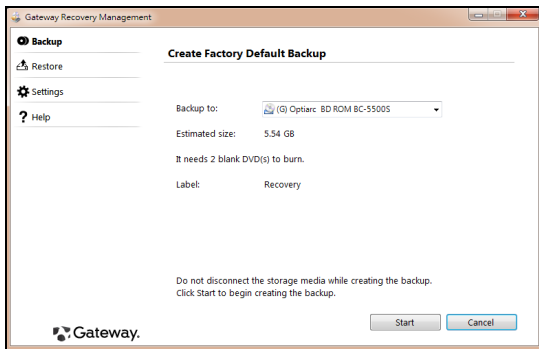 Gateway Recovery Management
Backup
Restore
Settings
Help
Create Factory Default Backup
Backup to: (G) Optiarc BD ROM BC-5500S
Estimated size: 5.54 GB
It needs 2 blank DVD(s) to burn.
Label: Recovery
Do not disconnect the storage media while creating the backup.
Click Start to begin creating the backup.
Start Cancel
Gateway.